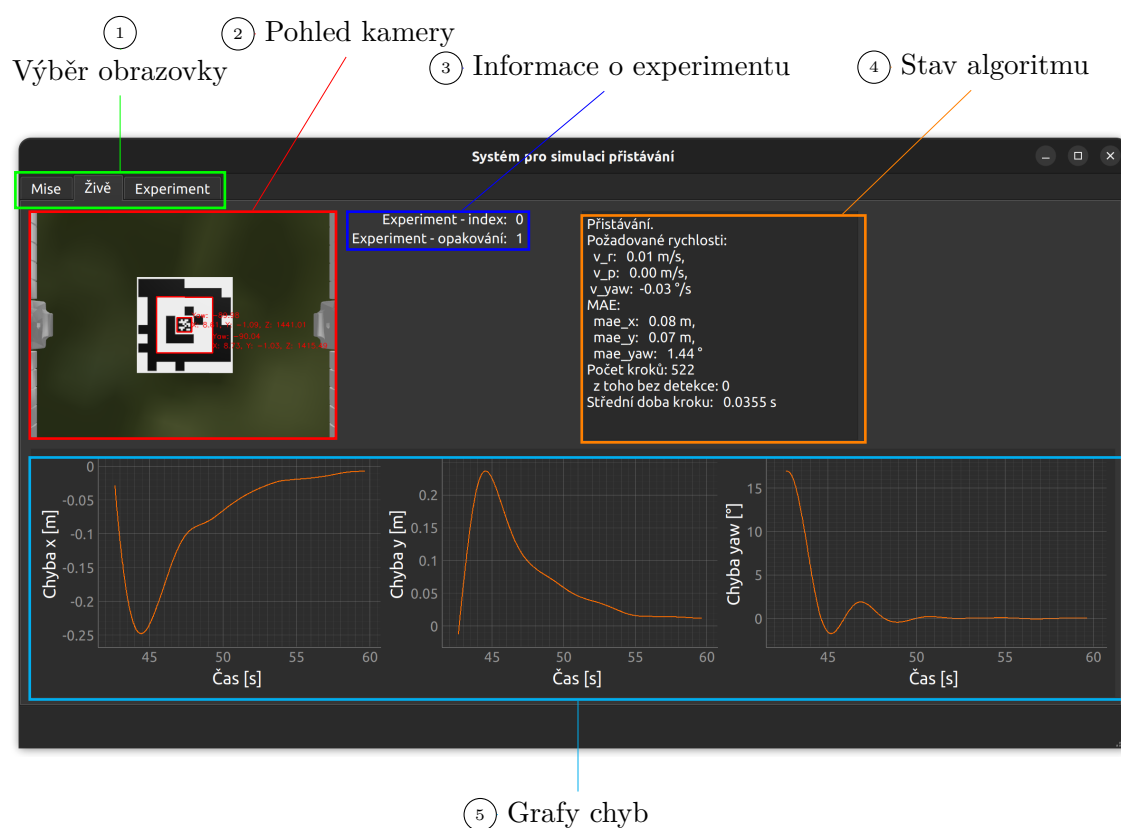 1
2 Pohled kamery
Výběr obrazovky
3 Informace o experimentu
4 Stav algoritmu
Systém pro simulaci přistávání
Mise Živě Experiment
Experiment - index: 0
Experiment - opakování: 1
Přistávání.
Požadované rychlosti:
v_r: 0.01 m/s,
v_p: 0.00 m/s,
v_yaw: -0.03 °/s
MAE:
mae_x: 0.08 m,
mae_y: 0.07 m,
mae_yaw: 1.44 °
Počet kroků: 522
z toho bez detekce: 0
Střední doba kroku: 0.0355 s
Chyba x [m]
0
-0.05
-0.1
-0.15
-0.2
-0.25
45 50 55 60
Čas [s]
Chyba y [m]
0.2
0.15
0.1
0.05
0
45 50 55 60
Čas [s]
Chyba yaw [°]
15
10
5
0
45 50 55 60
Čas [s]
5 Grafy chyb